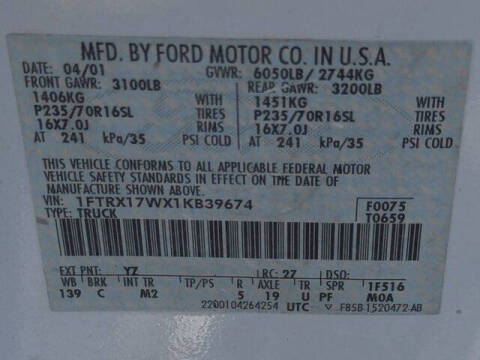 MFD. BY FORD MOTOR CO. IN U.S.A.
DATE: 04/01 GVWR: 6050LB/ 2744KG
FRONT GAWR: 3100LB REAR GAWR: 3200LB
1406KG WITH 1451KG WITH
P235/70R16SL TIRES P235/70R16SL TIRES
16X7.0J RIMS 16X7.0J RIMS
AT 241 kPa/35 PSI COLD AT 241 kPa/35 PSI COLD
THIS VEHICLE CONFORMS TO ALL APPLICABLE FEDERAL MOTOR
VEHICLE SAFETY STANDARDS IN EFFECT ON THE DATE OF
MANUFACTURE SHOWN ABOVE.
VIN: 1FTRX17WX1KB39674 F0075
TYPE: TRUCK T0659
EXT PNT: YZ RC: 27 DSO:
WB BRK INT TR TP/PS R AXLE TR SPR 1F516
139 C M2 5 19 U PF MOA
2200104264254 UTC F85B-1520472-AB